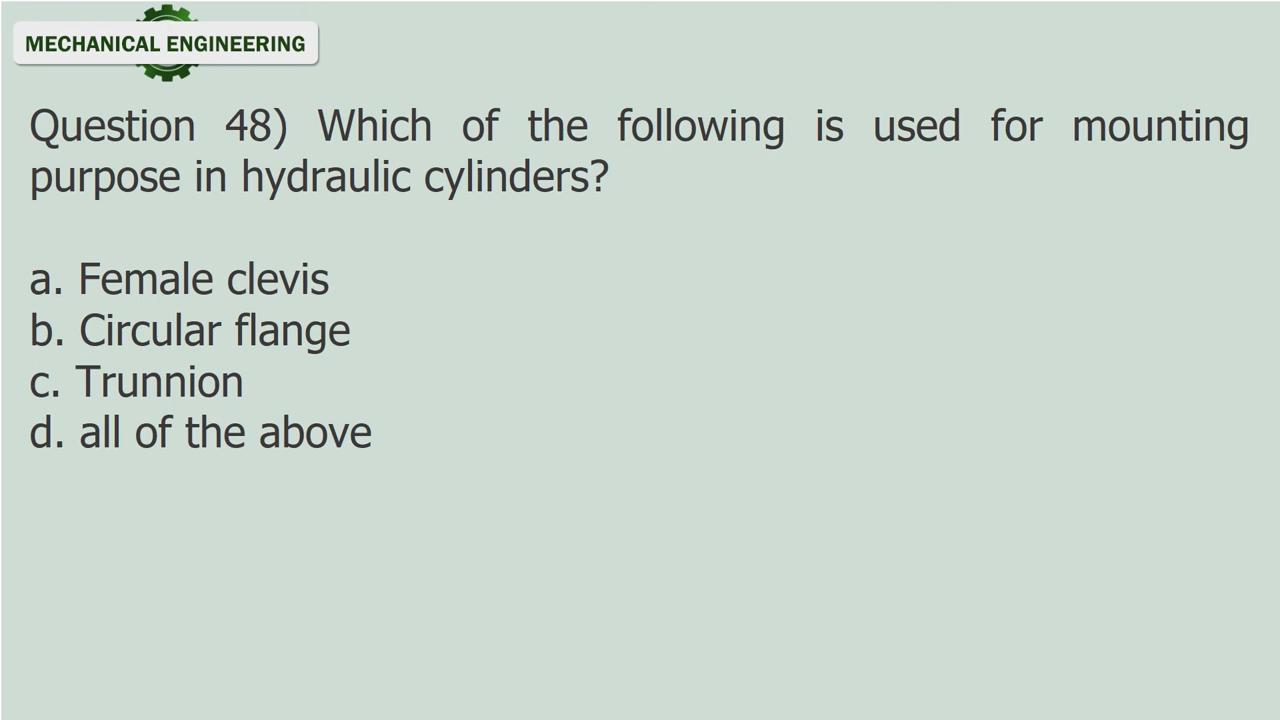 MECHANICAL ENGINEERING
Question 48) Which of the following is used for mounting
purpose in hydraulic cylinders?
a. Female clevis
b. Circular flange
c. Trunnion
d. all of the above